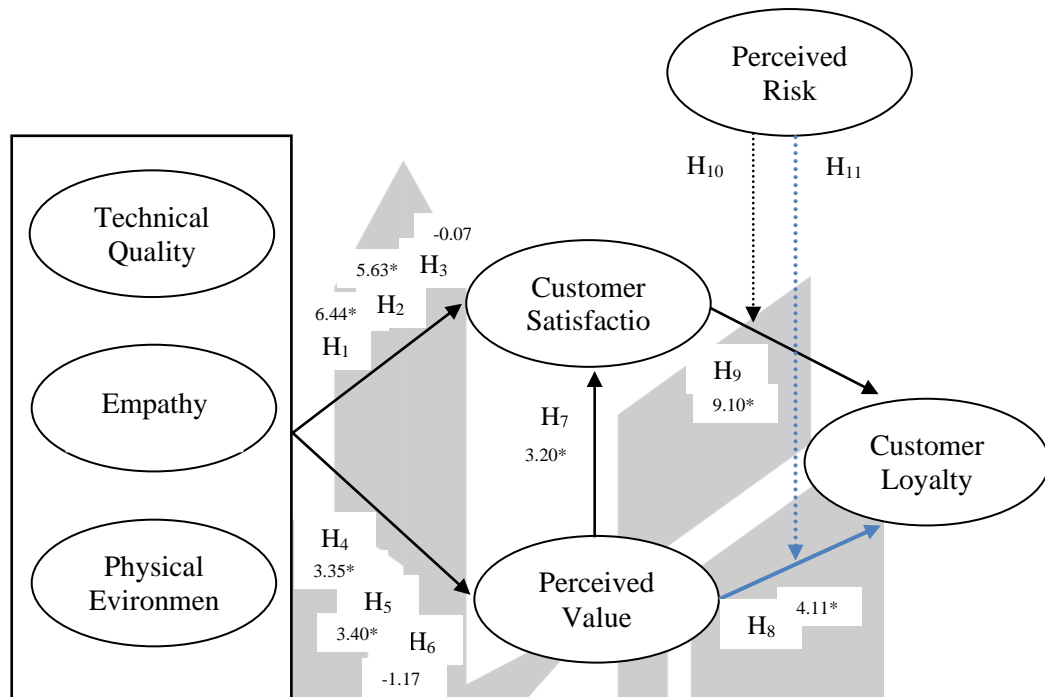 Perceived
Risk
H10
H11
Technical
Quality
-0.07
5.63*
H3
6.44*
H2
H1
Customer
Satisfactio
Empathy
H9
9.10*
H7
3.20*
Customer
Loyalty
H4
3.35*
H5
3.40*
H6
-1.17
Physical
Evironmen
Perceived
Value
4.11*
H8